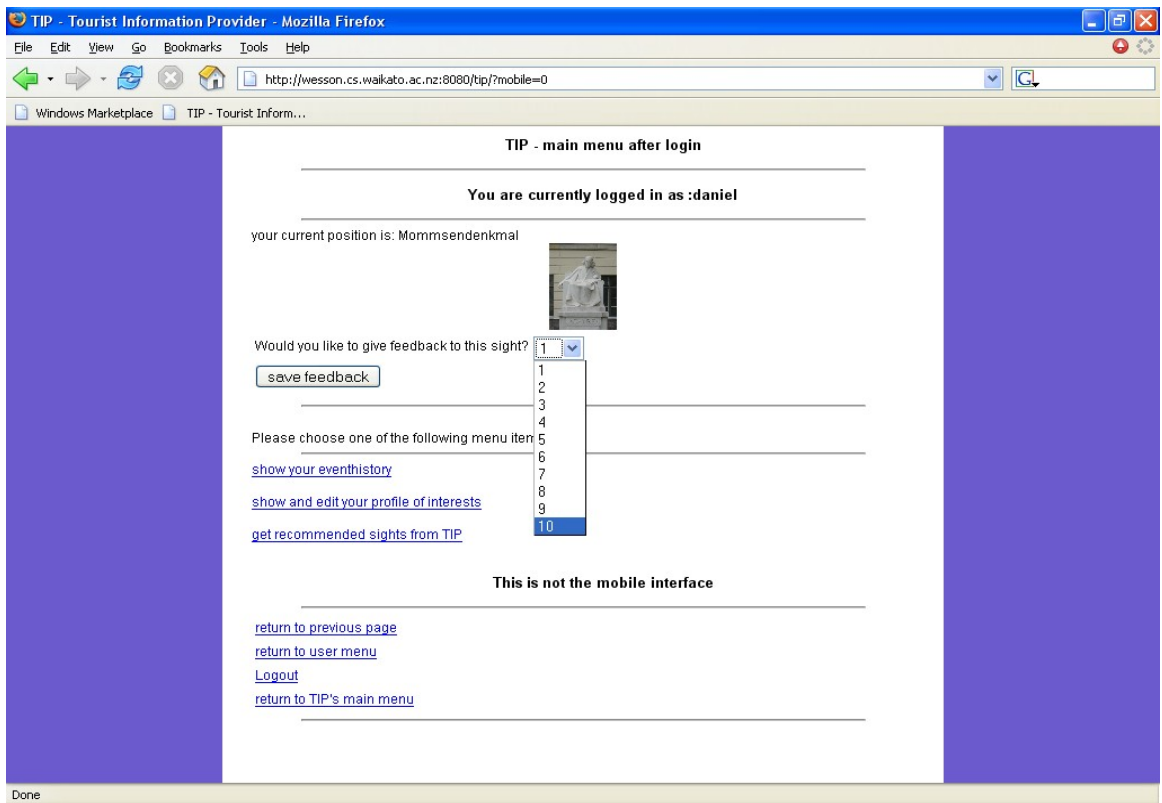 TIP - Tourist Information Provider - Mozilla Firefox
File Edit View Go Bookmarks Tools Help
http://wesson.cs.waikato.ac.nz:8080/tip/?mobile=0
G
Windows Marketplace TIP - Tourist Inform...
TIP - main menu after login
You are currently logged in as :daniel
your current position is: Mommsendenkmal
Would you like to give feedback to this sight? 1
save feedback
1
2
3
4
5
6
7
8
9
10
Please choose one of the following menu item
show your eventhistory
show and edit your profile of interests
get recommended sights from TIP
This is not the mobile interface
return to previous page
return to user menu
Logout
return to TIP's main menu
Done